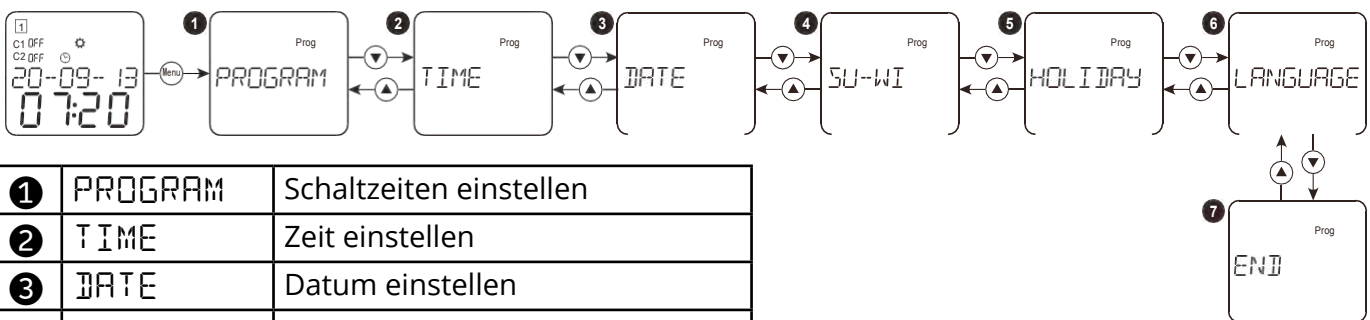 1
C1 OFF
C2 OFF
20-09-13
07:20
Menu
1
Prog
PROGRAM
2
Prog
TIME
3
Prog
DATE
4
Prog
SU-WI
5
Prog
HOLIDAY
6
Prog
LANGUAGE
7
Prog
END
1 PROGRAM Schaltzeiten einstellen
2 TIME Zeit einstellen
3 DATE Datum einstellen